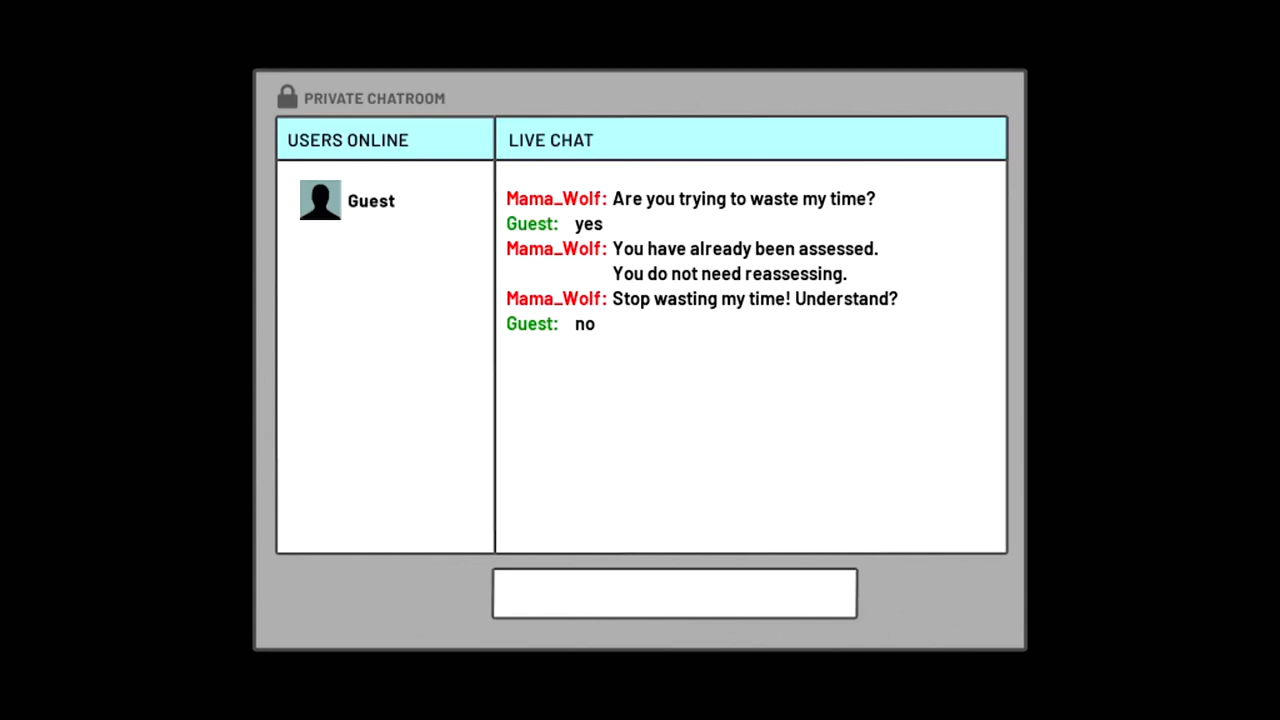 PRIVATE CHATROOM
USERS ONLINE
LIVE CHAT
Guest
Mama_Wolf: Are you trying to waste my time?
Guest: yes
Mama_Wolf: You have already been assessed.
You do not need reassessing.
Mama_Wolf: Stop wasting my time! Understand?
Guest: no